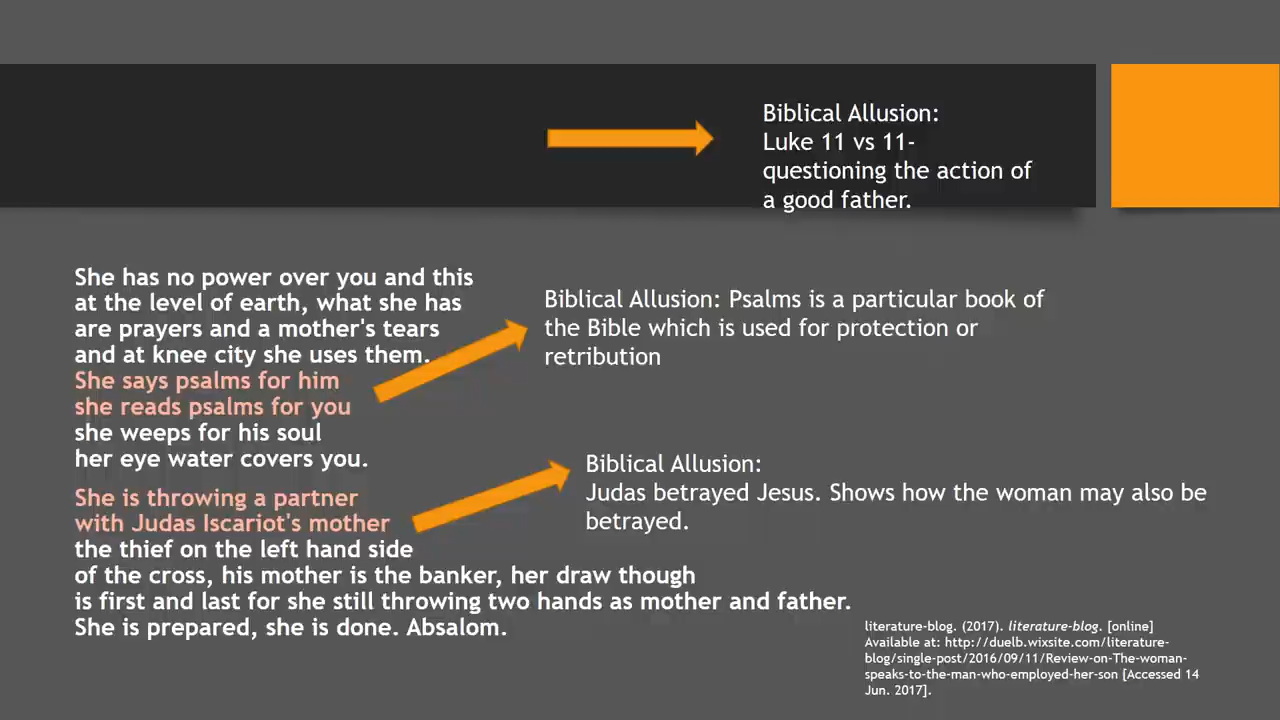 Biblical Allusion:
Luke 11 vs 11-
questioning the action of
a good father.
She has no power over you and this
at the level of earth, what she has
are prayers and a mother's tears
and at knee city she uses them.
She says psalms for him
she reads psalms for you
she weeps for his soul
her eye water covers you.
Biblical Allusion: Psalms is a particular book of
the Bible which is used for protection or
retribution
She is throwing a partner
with Judas Iscariot's mother
the thief on the left hand side
of the cross, his mother is the banker, her draw though
is first and last for she still throwing two hands as mother and father.
She is prepared, she is done. Absalom.
Biblical Allusion:
Judas betrayed Jesus. Shows how the woman may also be
betrayed.
literature-blog. (2017). literature-blog. [online]
Available at: http://duelb.wixsite.com/literature-
blog/single-post/2016/09/11/Review-on-The-woman-
speaks-to-the-man-who-employed-her-son [Accessed 14
Jun. 2017].